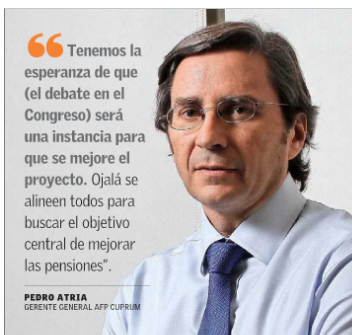 “Tenemos la
esperanza de que
(el debate en el
Congreso) será
una instancia para
que se mejore el
proyecto. Ojalá se
alineen todos para
buscar el objetivo
central de mejorar
las pensiones”.
PEDRO ATRIA
GERENTE GENERAL AFP CUPRUM